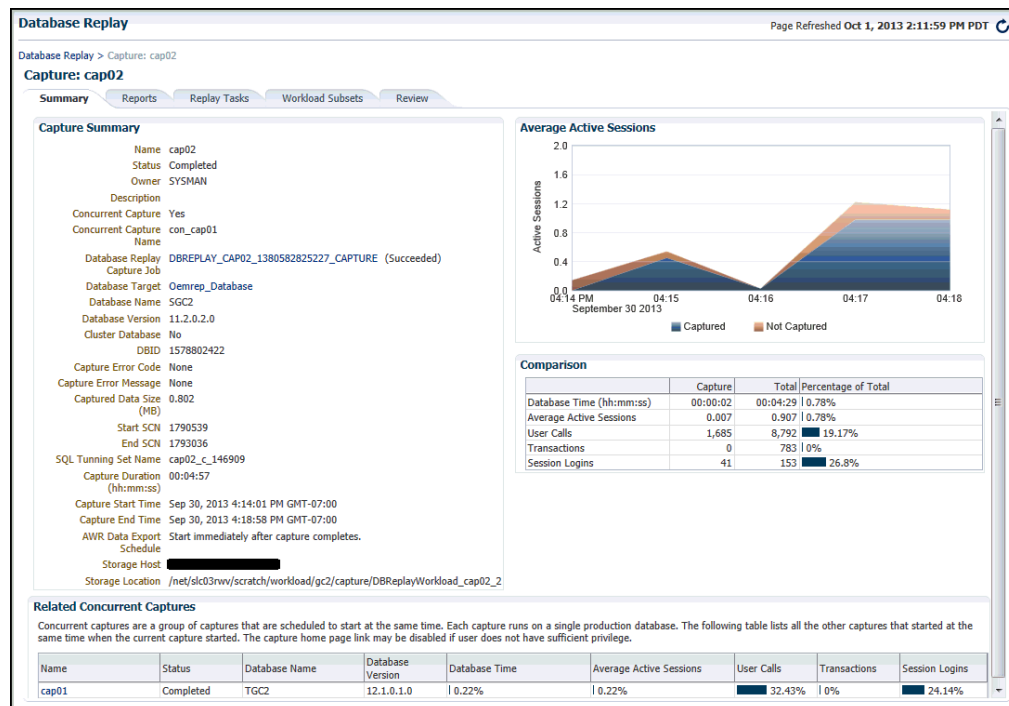 Database Replay
Page Refreshed Oct 1, 2013 2:11:59 PM PDT
Database Replay > Capture: cap02
Capture: cap02
Summary Reports Replay Tasks Workload Subsets Review
Capture Summary
Name cap02
Status Completed
Owner SYSMAN
Description
Concurrent Capture Yes
Concurrent Capture con_cap01
Name
Database Replay DBREPLAY_CAP02_1380582825227_CAPTURE (Succeeded)
Capture Job
Database Target Oemrep_Database
Database Name SGC2
Database Version 11.2.0.2.0
Cluster Database No
DBID 1578802422
Capture Error Code None
Capture Error Message None
Captured Data Size 0.802
(MB)
Start SCN 1790539
End SCN 1793036
SQL Tunning Set Name cap02_c_146909
Capture Duration 00:04:57
(hh:mm:ss)
Capture Start Time Sep 30, 2013 4:14:01 PM GMT-07:00
Capture End Time Sep 30, 2013 4:18:58 PM GMT-07:00
AWR Data Export Start immediately after capture completes.
Schedule
Storage Host
Storage Location /net/slc03rwv/scratch/workload/gc2/capture/DBReplayWorkload_cap02_2
Average Active Sessions
Active Sessions
2.0
1.6
1.2
0.8
0.4
0.0
04:14 PM 04:15 04:16 04:17 04:18
September 30 2013
Captured Not Captured
Comparison
Capture Total Percentage of Total
Database Time (hh:mm:ss) 00:00:02 00:04:29 0.78%
Average Active Sessions 0.007 0.907 0.78%
User Calls 1,685 8,792 19.17%
Transactions 0 783 0%
Session Logins 41 153 26.8%
Related Concurrent Captures
Concurrent captures are a group of captures that are scheduled to start at the same time. Each capture runs on a single production database. The following table lists all the other captures that started at the
same time when the current capture started. The capture home page link may be disabled if user does not have sufficient privilege.
Name Status Database Name Database Version Database Time Average Active Sessions User Calls Transactions Session Logins
cap01 Completed TGC2 12.1.0.1.0 0.22% 0.22% 32.43% 0% 24.14%